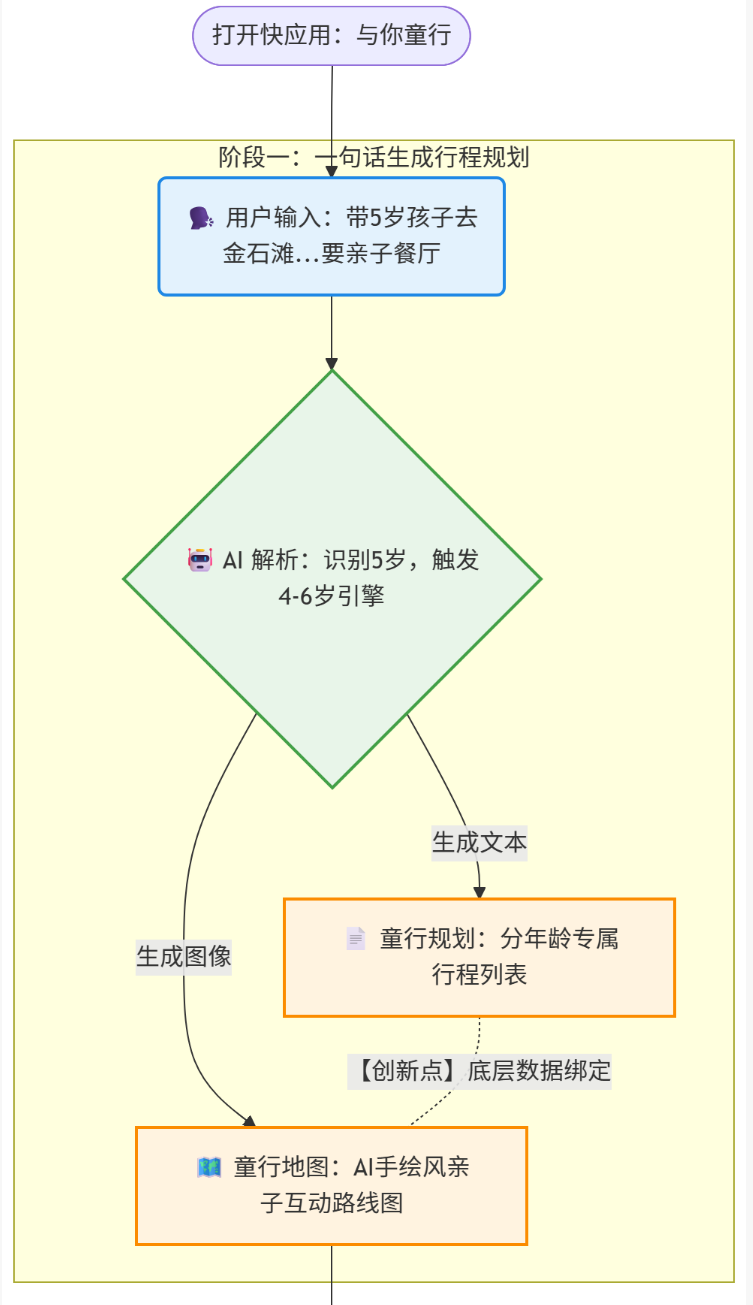 打开快应用：与你童行
阶段一：一句话生成行程规划
用户输入：带5岁孩子去
金石滩...要亲子餐厅
AI 解析：识别5岁，触发
4-6岁引擎
生成文本
童行规划：分年龄专属
行程列表
生成图像
【创新点】底层数据绑定
童行地图：AI手绘风亲
子互动路线图